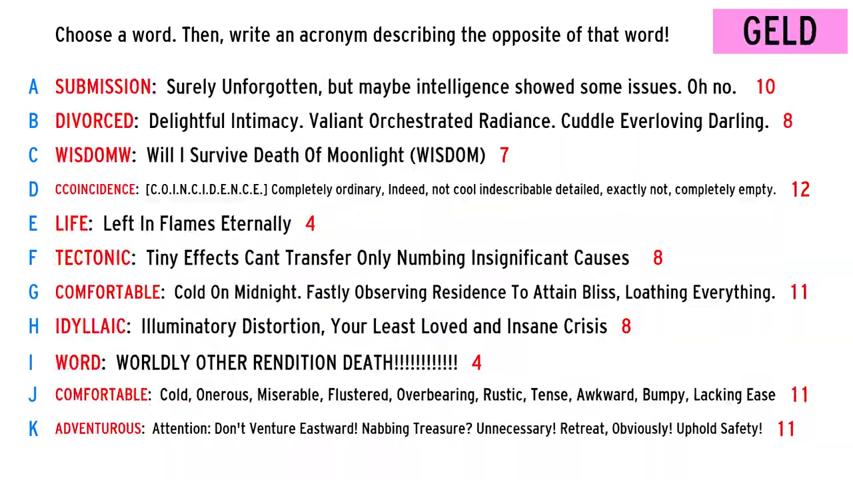 Choose a word. Then, write an acronym describing the opposite of that word!
GELD
A SUBMISSION: Surely Unforgotten, but maybe intelligence showed some issues. Oh no. 10
B DIVORCED: Delightful Intimacy. Valiant Orchestrated Radiance. Cuddle Everloving Darling. 8
C WISDOMW: Will I Survive Death Of Moonlight (WISDOM) 7
D CCOINCIDENCE: [C.O.I.N.C.I.D.E.N.C.E.] Completely ordinary, Indeed, not cool indescribable detailed, exactly not, completely empty. 12
E LIFE: Left In Flames Eternally 4
F TECTONIC: Tiny Effects Cant Transfer Only Numbing Insignificant Causes 8
G COMFORTABLE: Cold On Midnight. Fastly Observing Residence To Attain Bliss, Loathing Everything. 11
H IDYLLAIC: Illuminatory Distortion, Your Least Loved and Insane Crisis 8
I WORD: WORLDLY OTHER RENDITION DEATH!!!!!!!!!!!! 4
J COMFORTABLE: Cold, Onerous, Miserable, Flustered, Overbearing, Rustic, Tense, Awkward, Bumpy, Lacking Ease 11
K ADVENTUROUS: Attention: Don't Venture Eastward! Nabbing Treasure? Unnecessary! Retreat, Obviously! Uphold Safety! 11